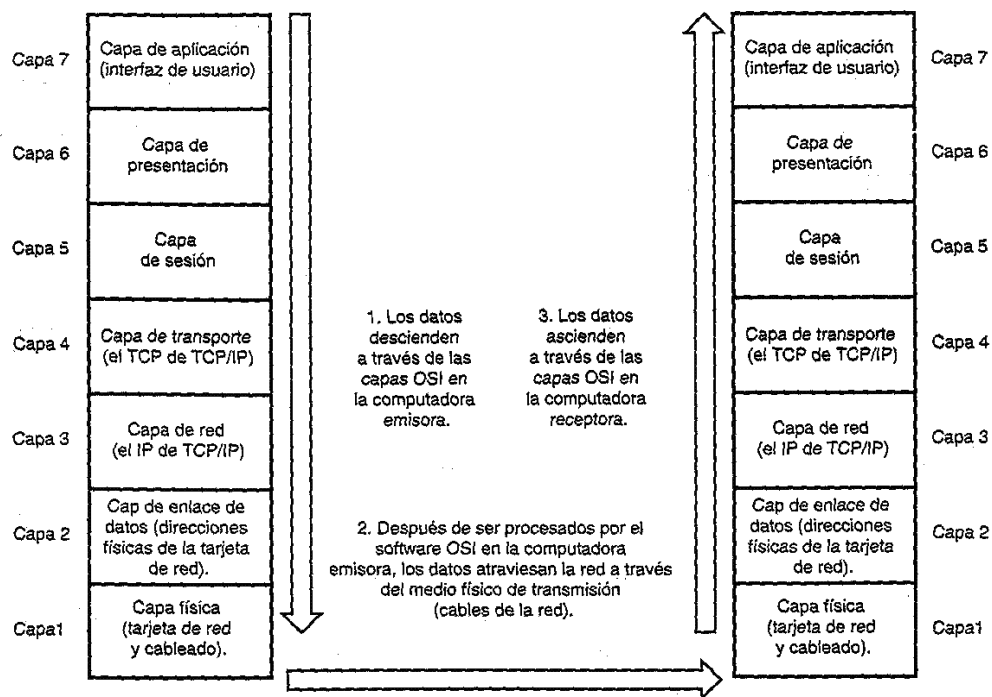 Capa 7
Capa de aplicación
(interfaz de usuario)
Capa 6
Capa de
presentación
Capa 5
Capa
de sesión
Capa 4
Capa de transporte
(el TCP de TCP/IP)
Capa 3
Capa de red
(el IP de TCP/IP)
Capa 2
Cap de enlace de
datos (direcciones
físicas de la tarjeta
de red).
Capa1
Capa física
(tarjeta de red
y cableado).
1. Los datos
descienden
a través de las
capas OSI en
la computadora
emisora.
3. Los datos
ascienden
a través de las
capas OSI en
la computadora
receptora.
2. Después de ser procesados por el
software OSI en la computadora
emisora, los datos atraviesan la red a través
del medio físico de transmisión
(cables de la red).
Capa de aplicación
(interfaz de usuario)
Capa 7
Capa de
presentación
Capa 6
Capa
de sesión
Capa 5
Capa de transporte
(el TCP de TCP/IP)
Capa 4
Capa de red
(el IP de TCP/IP)
Capa 3
Cap de enlace de
datos (direcciones
físicas de la tarjeta
de red).
Capa 2
Capa física
(tarjeta de red
y cableado).
Capa1